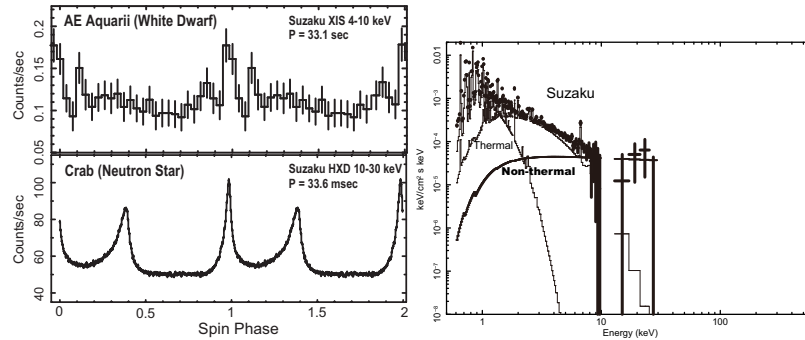 AE Aquarii (White Dwarf)
Suzaku XIS 4-10 keV
P = 33.1 sec
Counts/sec
0.2
0.15
0.1
0.05
Crab (Neutron Star)
Suzaku HXD 10-30 keV
P = 33.6 msec
Counts/sec
100
80
60
40
0
0.5
1
1.5
2
Spin Phase
Suzaku
Thermal
Non-thermal
keV/cm² s keV
0.01
10⁻³
10⁻⁴
10⁻⁵
10⁻⁶
10⁻⁷
10⁻⁸
1
10
100
Energy (keV)